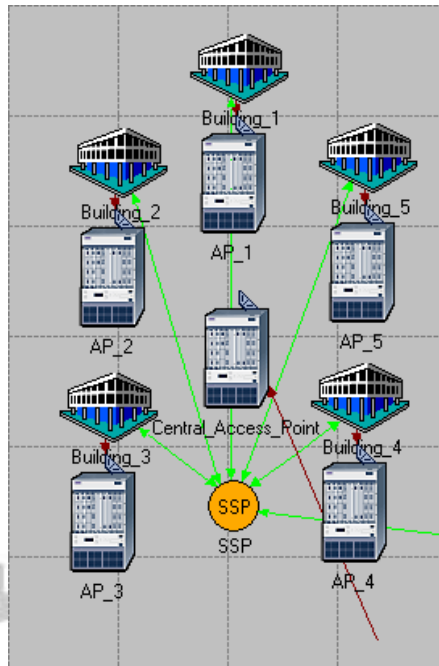 Building_1
Building_2
Building_5
AP_1
AP_2
AP_5
Central_Access_Point
Building_3
Building_4
SSP
SSP
AP_3
AP_4